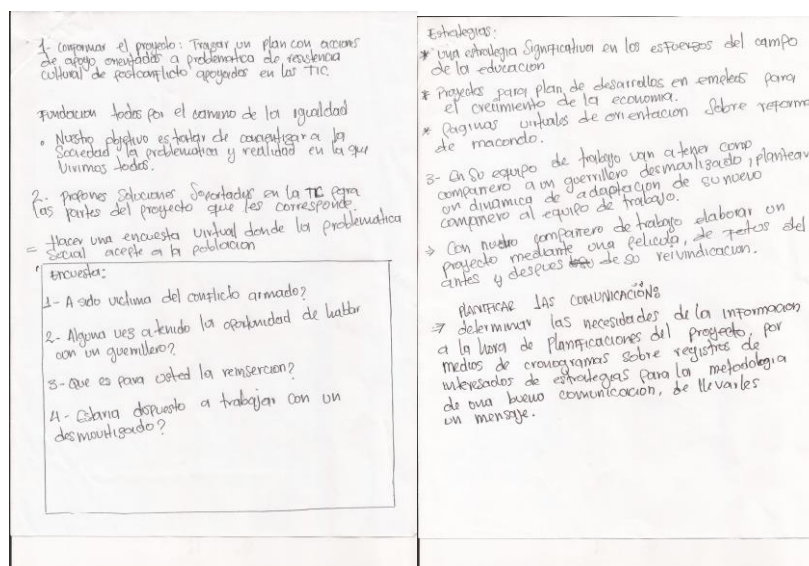 1- Conformar el proyecto: Trazar un plan con acciones
de apoyo orientados a problematica de resistencia
cultural de postconflicto apoyados en las TIC.
Fundacion todos por el camino de la igualdad
• Nuestro objetivo es tratar de concientizar a la
Sociedad la problematica y realidad en la que
Vivimos todos.
2- Propones Soluciones Soportadas en la TIC para
las partes del proyecto que les corresponde.
= Hacer una encuesta virtual donde la problematica
Social acepte a la poblacion
Encuesta:
1- A sido victima del conflicto armado?
2- Alguna ves a tenido la oportunidad de hablar
con un guerrillero?
3- Que es para usted la reinsercion?
4- Estaria dispuesto a trabajar con un
desmovilizado?
Estrategias:
* una estrategia Significativa en los esfuerzos del campo
de la educacion
* Proyectos para plan de desarrollos en empleos para
el crecimiento de la economia.
* Paginas virtuales de orientacion Sobre reforma
de macondo.
3- En Su equipo de trabajo van a tener como
compañero a un guerrillero desmovilizado, plantear
un dinamica de adaptacion de su nuevo
compañero al equipo de trabajo.
→ Con nuestro compañero de trabajo elaborar un
proyecto mediante una pelicula, de del
antes y despues de so reivindicacion.
PLANIFICAR LAS COMUNICACIÓNS
→ determinar las necesidades de la informacion
a la hora de planificaciones del proyecto, por
medios de cronogramas sobre registros de
interesados de estrategias para la metodologia
de una bueno comunicacion, de llevarles
un mensaje.